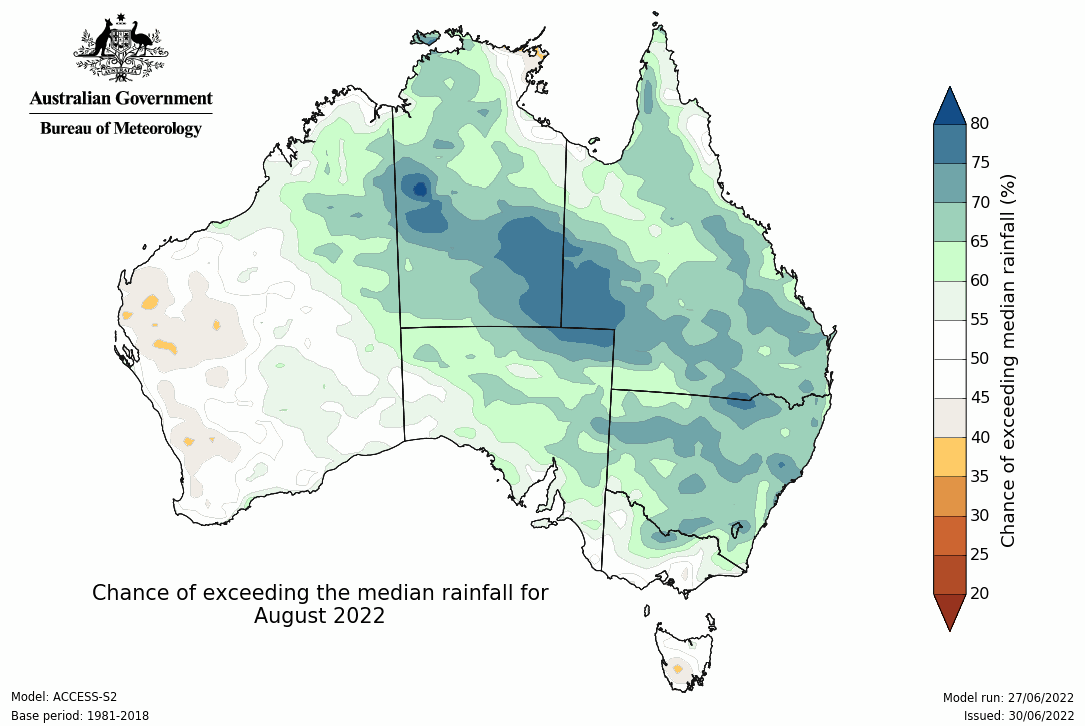 AUSTRALIA
Australian Government
Bureau of Meteorology
80
75
70
65
60
55
50
45
40
35
30
25
20
Chance of exceeding median rainfall (%)
Chance of exceeding the median rainfall for
August 2022
Model: ACCESS-S2
Base period: 1981-2018
Model run: 27/06/2022
Issued: 30/06/2022